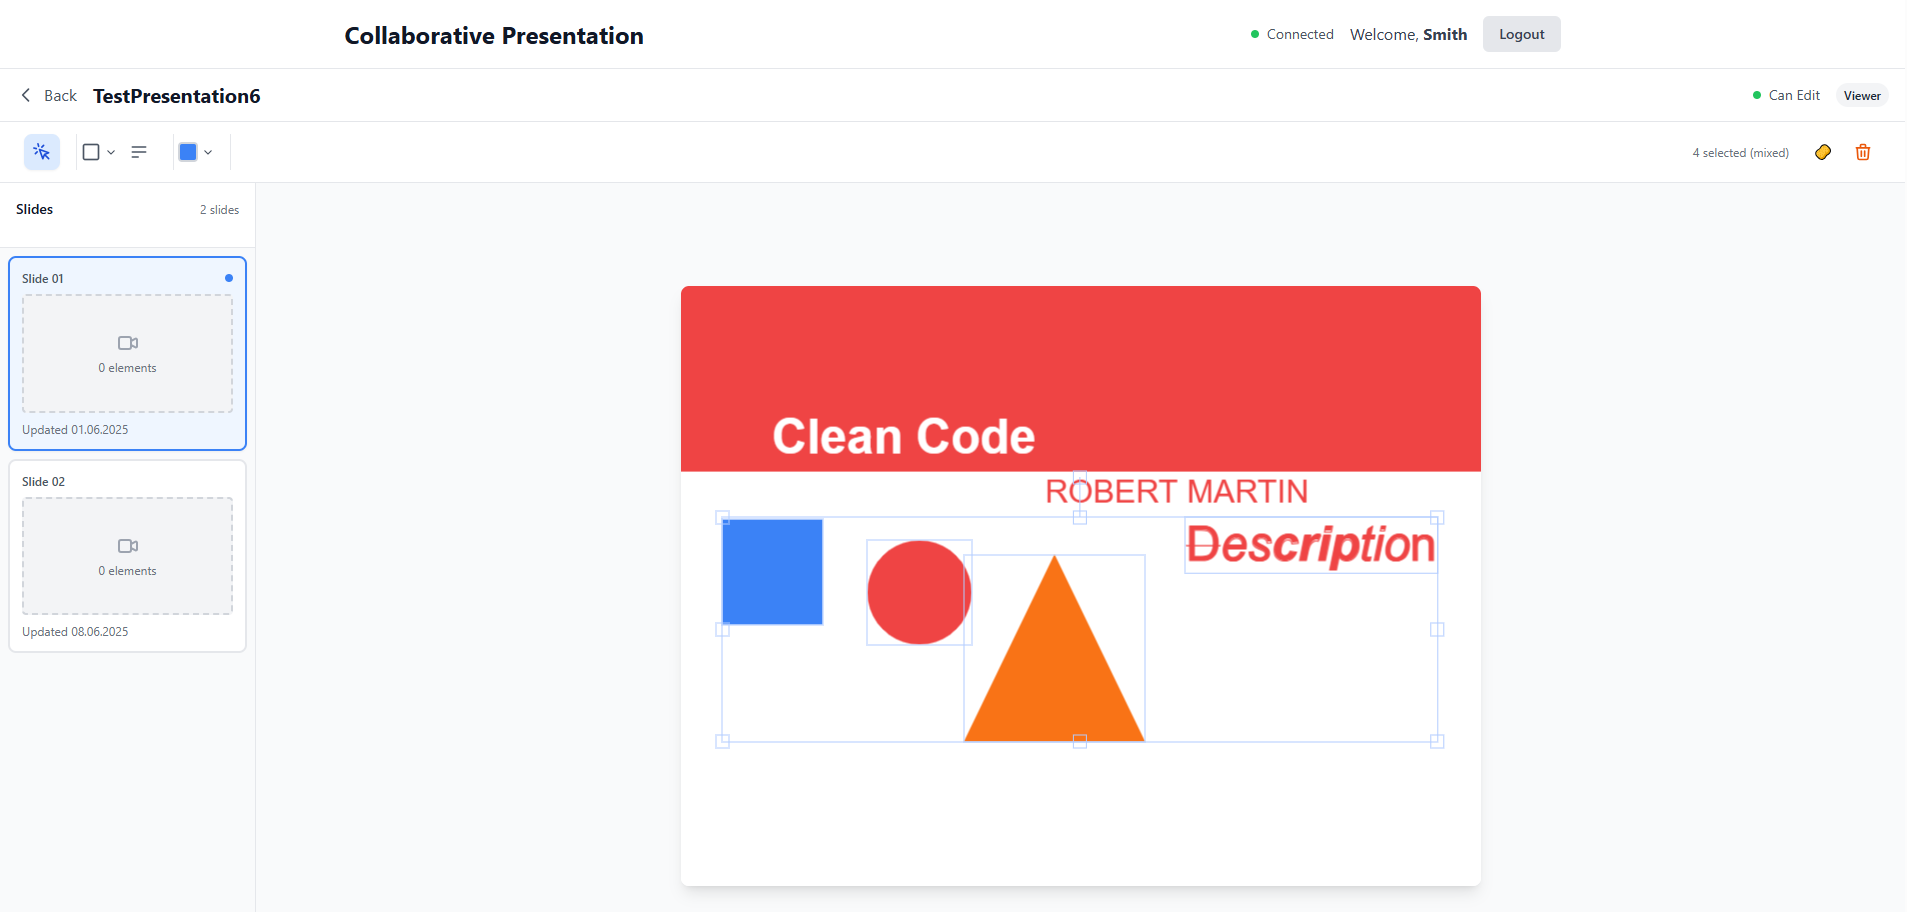 Collaborative Presentation
Connected
Welcome, Smith
Logout
Back
TestPresentation6
Can Edit
Viewer
4 selected (mixed)
Slides
2 slides
Slide 01
0 elements
Updated 01.06.2025
Slide 02
0 elements
Updated 08.06.2025
Clean Code
ROBERT MARTIN
Description